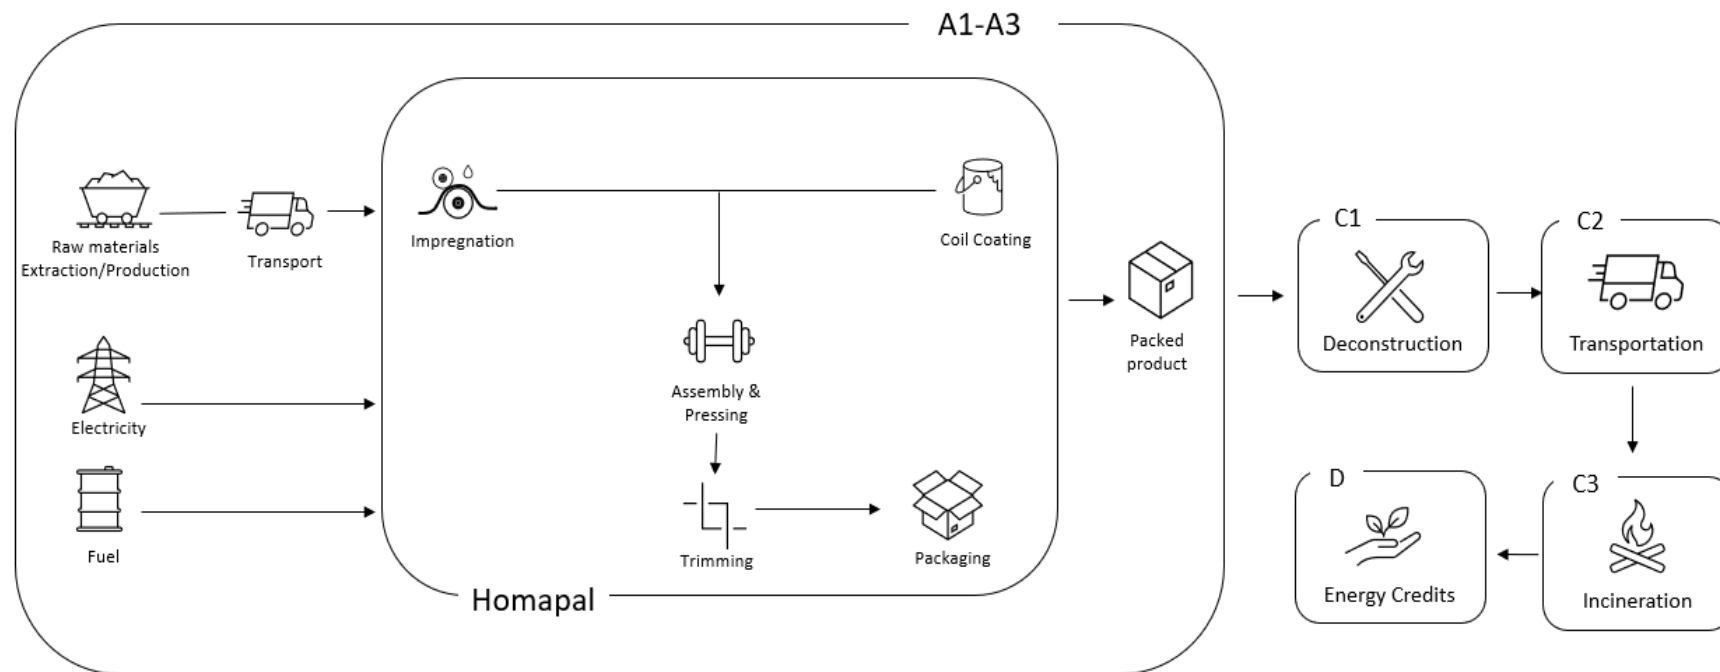 A1-A3
Raw materials
Extraction/Production
Transport
Electricity
Fuel
Impregnation
Coil Coating
Assembly &
Pressing
Trimming
Packaging
Homapal
Packed
product
C1
Deconstruction
C2
Transportation
C3
Incineration
D
Energy Credits